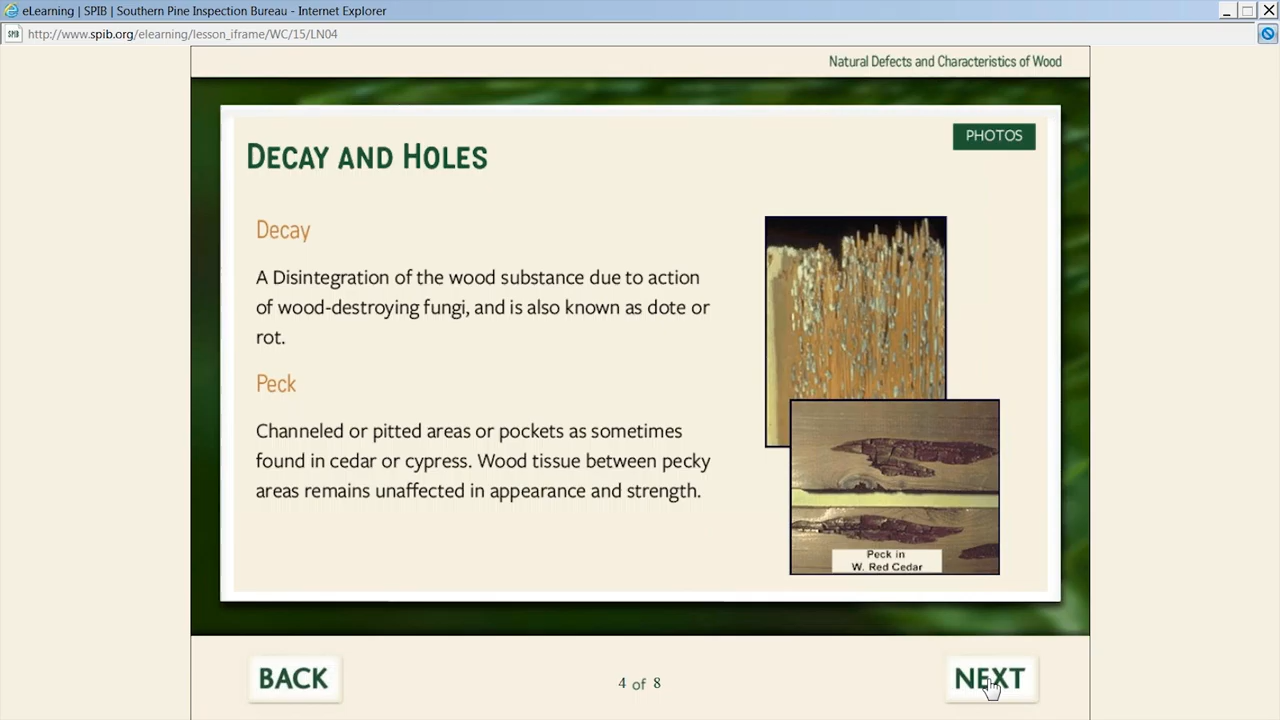 eLearning | SPIB | Southern Pine Inspection Bureau - Internet Explorer
SPIB http://www.spib.org/elearning/lesson_iframe/WC/15/LN04
Natural Defects and Characteristics of Wood
PHOTOS
DECAY AND HOLES
Decay
A Disintegration of the wood substance due to action
of wood-destroying fungi, and is also known as dote or
rot.
Peck
Channeled or pitted areas or pockets as sometimes
found in cedar or cypress. Wood tissue between pecky
areas remains unaffected in appearance and strength.
Peck in
W. Red Cedar
BACK
4 of 8
NEXT